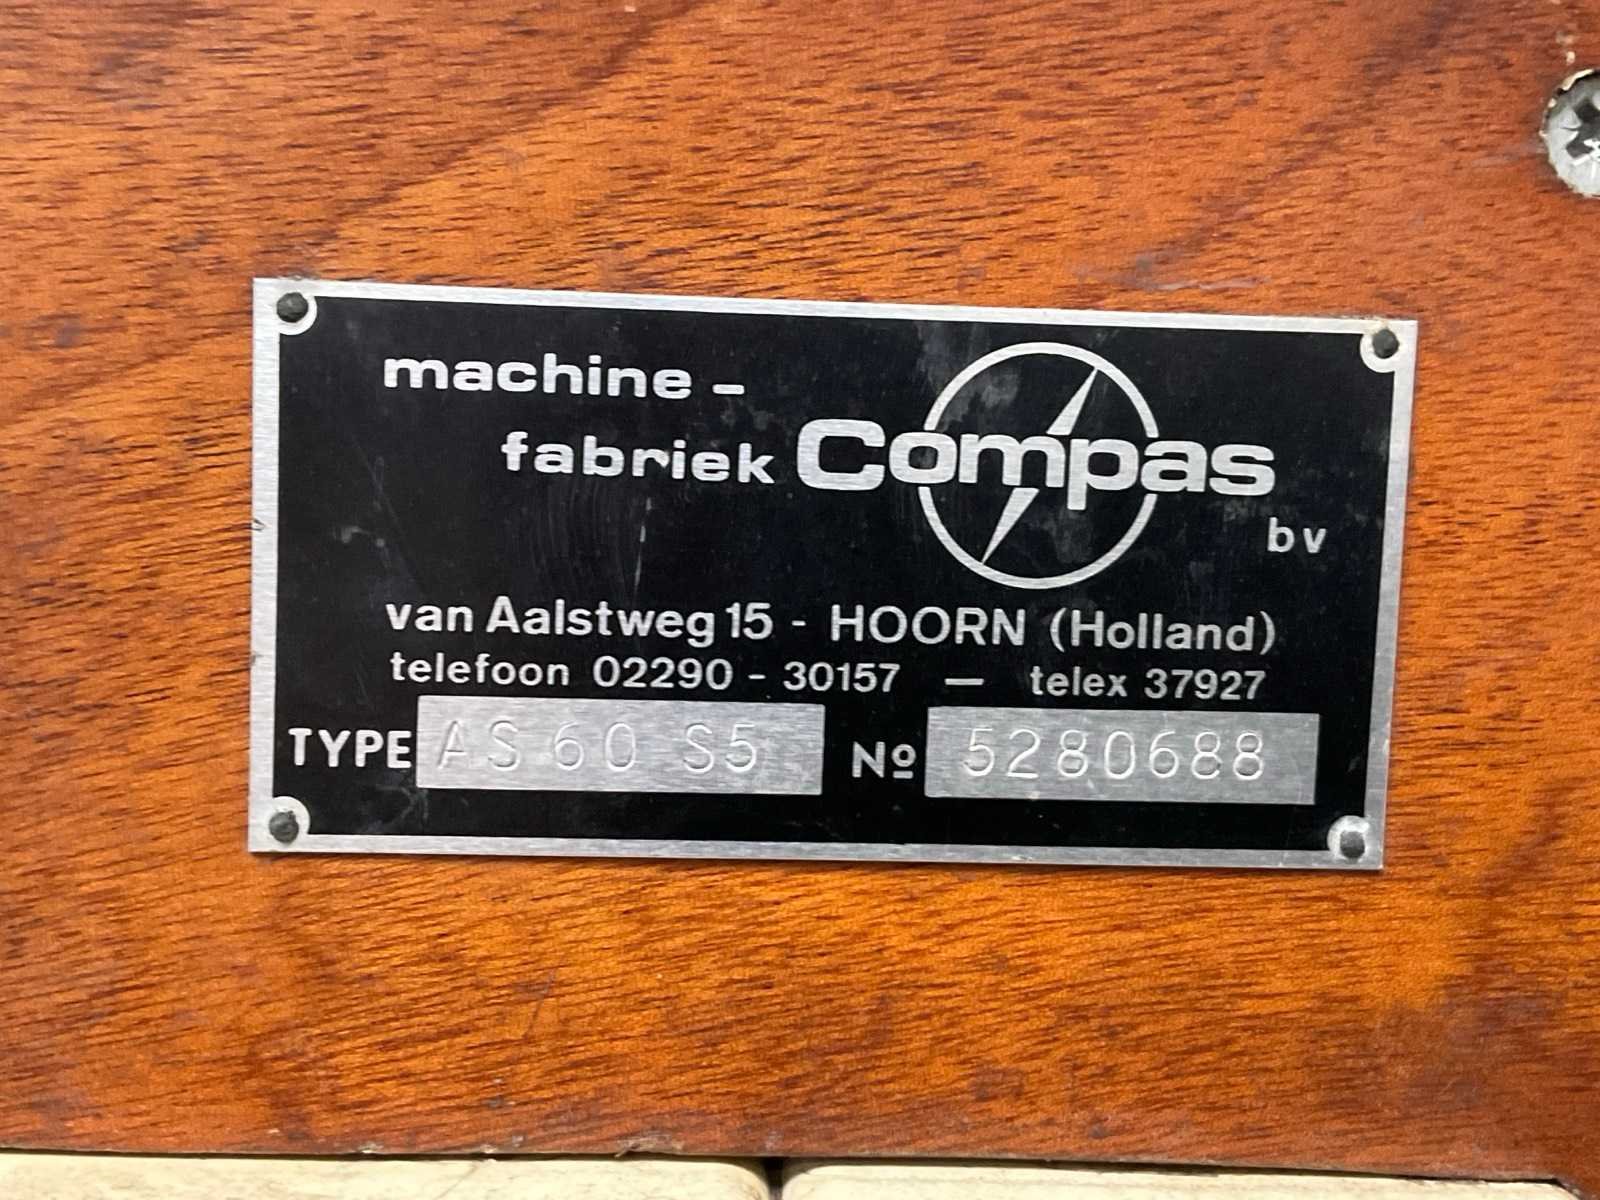 machine -
fabriek Compas
bv
van Aalstweg 15 - HOORN (Holland)
telefoon 02290 - 30157 — telex 37927
TYPE AS 60 S5 Nº 5280688